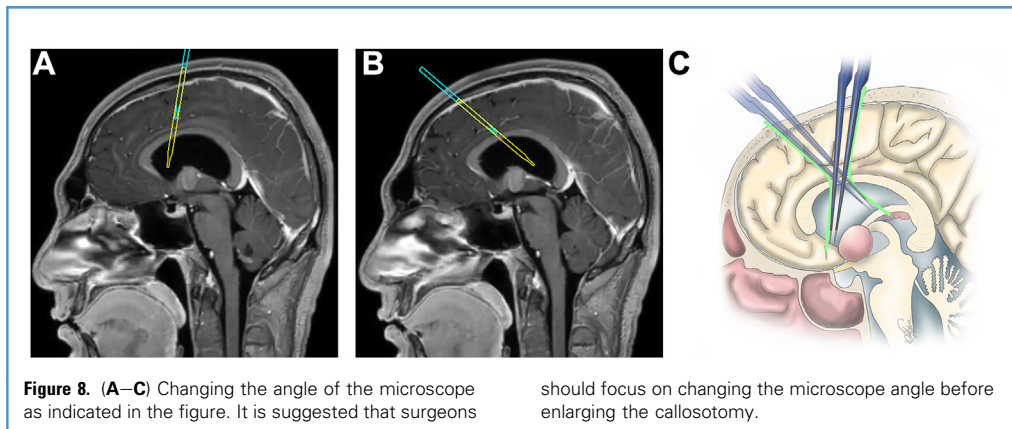 A
B
C
Figure 8. (A–C) Changing the angle of the microscope
as indicated in the figure. It is suggested that surgeons
should focus on changing the microscope angle before
enlarging the callosotomy.